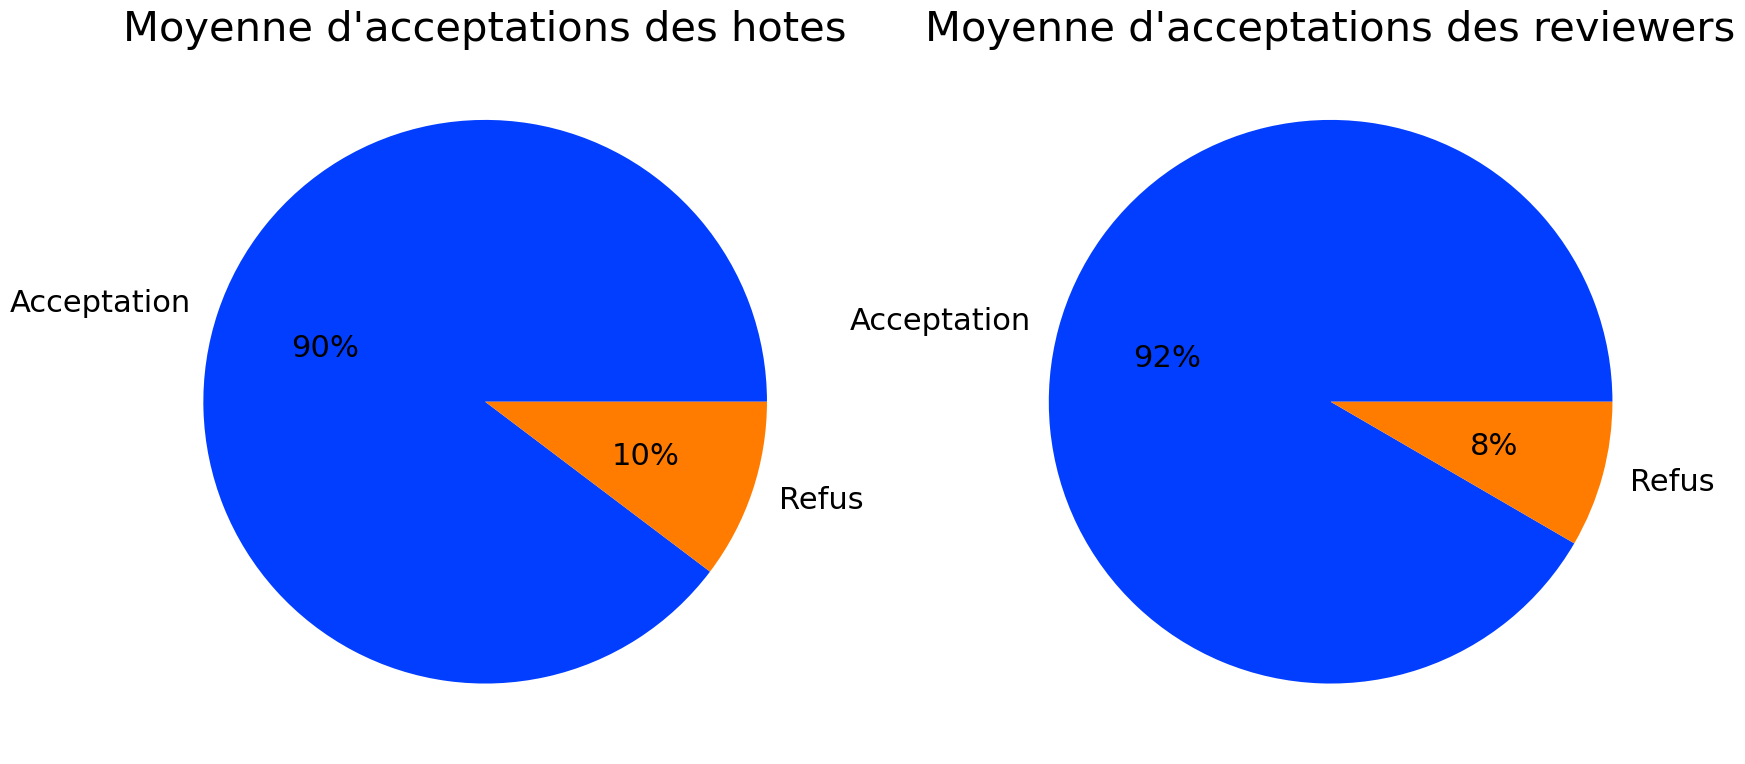 Moyenne d'acceptations des hotes
Acceptation
90%
10%
Refus
Moyenne d'acceptations des reviewers
Acceptation
92%
8%
Refus